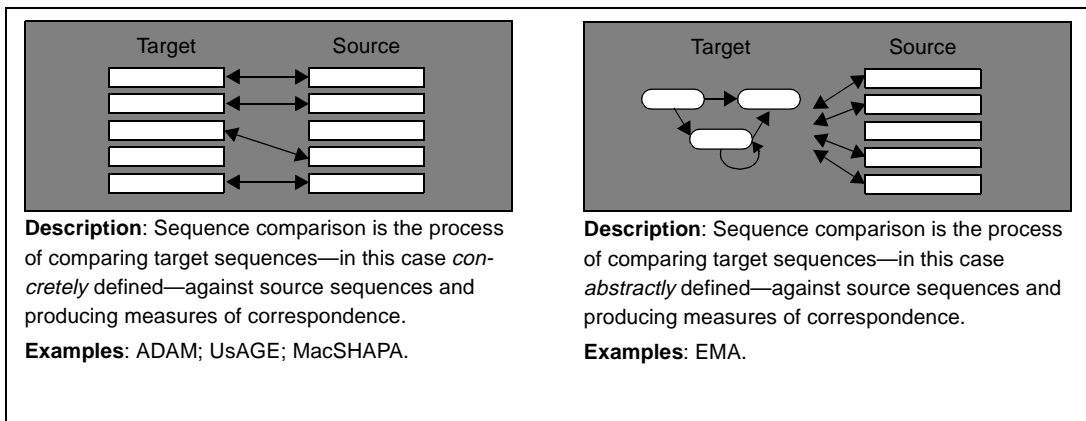 Target Source
Description: Sequence comparison is the process
of comparing target sequences—in this case con-
cretely defined—against source sequences and
producing measures of correspondence.
Examples: ADAM; UsAGE; MacSHAPA.
Target Source
Description: Sequence comparison is the process
of comparing target sequences—in this case
abstractly defined—against source sequences and
producing measures of correspondence.
Examples: EMA.